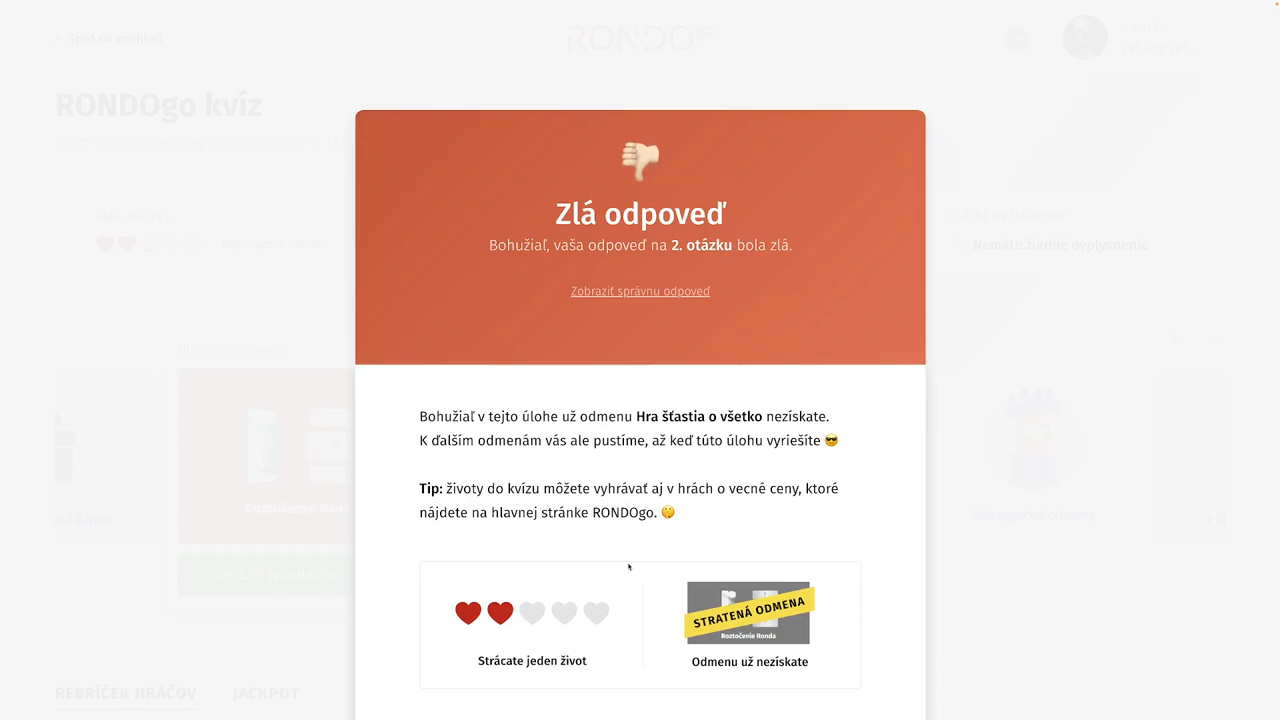 Späť na prehľad
RONDO go
RONDOgo kvíz
Zlá odpoveď
Bohužiaľ, vaša odpoveď na 2. otázku bola zlá.
Zobraziť správnu odpoveď
Nemáte žiadne ovplyvnenie
Bohužiaľ v tejto úlohe už odmenu Hra šťastia o všetko nezískate.
K ďalším odmenám vás ale pustíme, až keď túto úlohu vyriešíte
Tip: životy do kvízu môžete vyhrávať aj v hrách o vecné ceny, ktoré
nájdete na hlavnej stránke RONDOgo.
STRATENÁ ODMENA
Roztočenie Ronda
Strácate jeden život
Odmenu už nezískate
REBRÍČEK HRÁČOV
JACKPOT